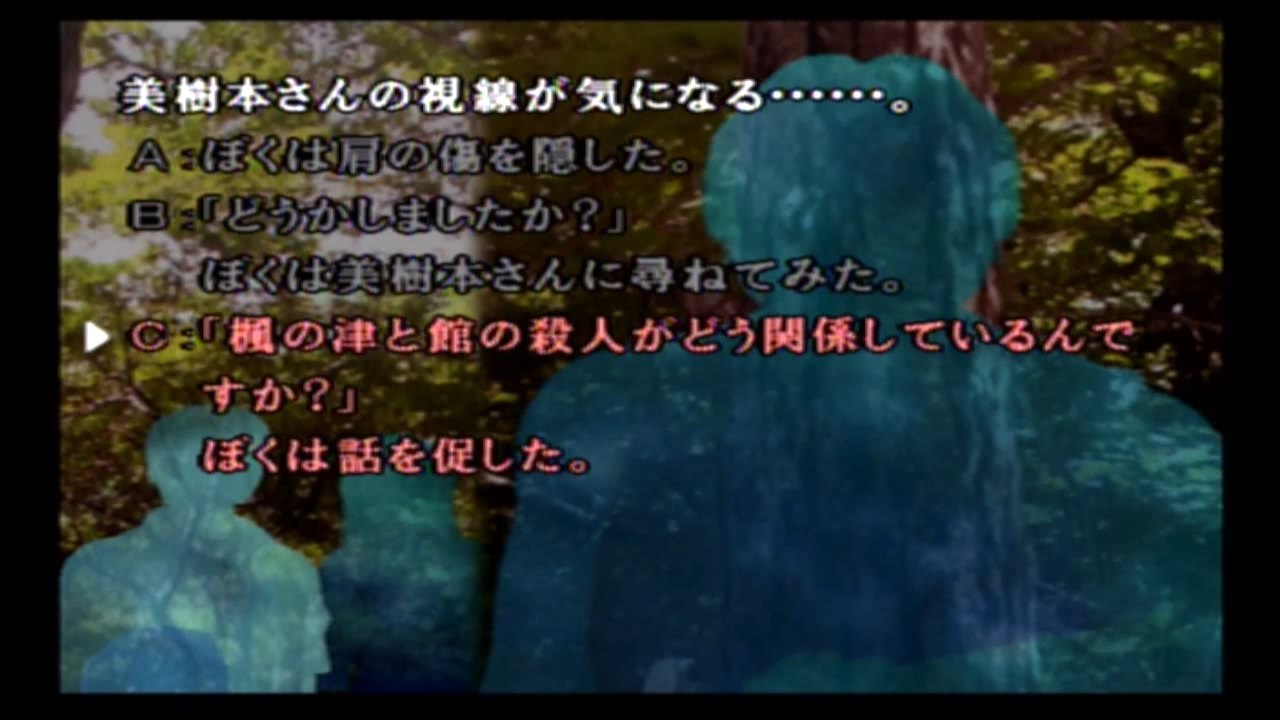 美樹本さんの視線が気になる……。
A:ぼくは肩の傷を隠した。
B:「どうかしましたか？」
ぼくは美樹本さんに尋ねてみた。
C:「楓の津と館の殺人がどう関係しているんで
すか？」
ぼくは話を促した。